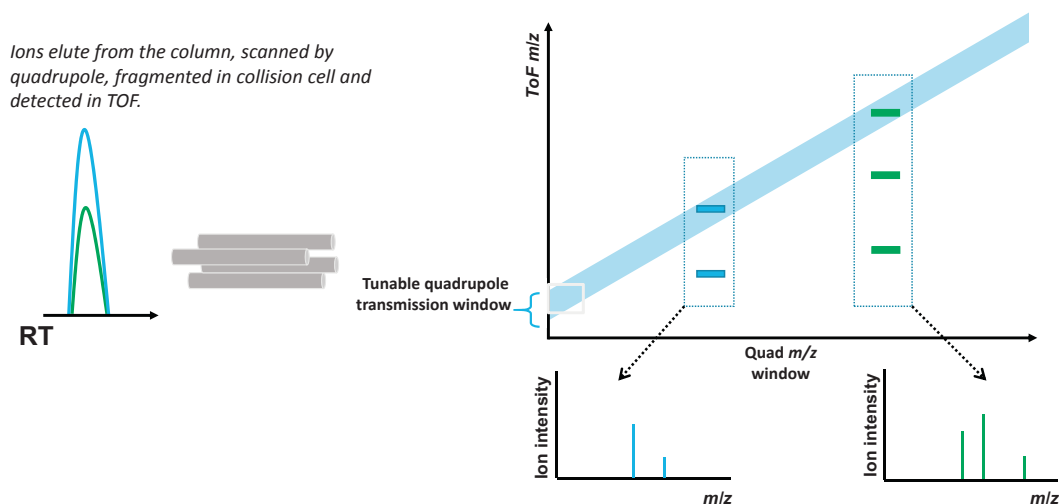 Ions elute from the column, scanned by
quadrupole, fragmented in collision cell and
detected in TOF.
RT
Tunable quadrupole
transmission window
ToF m/z
Quad m/z
window
Ion intensity
m/z
Ion intensity
m/z